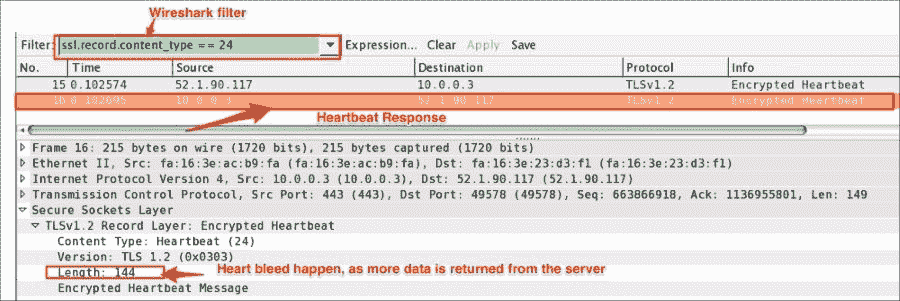 Wireshark filter
Filter: ssl.record.content_type == 24 Expression... Clear Apply Save
No. Time Source Destination Protocol Info
15 0.102574 52.1.90.117 10.0.0.3 TLSv1.2 Encrypted Heartbeat
16 0.102695 10.0.0.3 52.1.90.117 TLSv1.2 Encrypted Heartbeat
Heartbeat Response
Frame 16: 215 bytes on wire (1720 bits), 215 bytes captured (1720 bits)
Ethernet II, Src: fa:16:3e:ac:b9:fa (fa:16:3e:ac:b9:fa), Dst: fa:16:3e:23:d3:f1 (fa:16:3e:23:d3:f1)
Internet Protocol Version 4, Src: 10.0.0.3 (10.0.0.3), Dst: 52.1.90.117 (52.1.90.117)
Transmission Control Protocol, Src Port: 443 (443), Dst Port: 49578 (49578), Seq: 663866918, Ack: 1136955801, Len: 149
Secure Sockets Layer
TLSv1.2 Record Layer: Encrypted Heartbeat
Content Type: Heartbeat (24)
Version: TLS 1.2 (0x0303)
Length: 144 Heart bleed happen, as more data is returned from the server
Encrypted Heartbeat Message